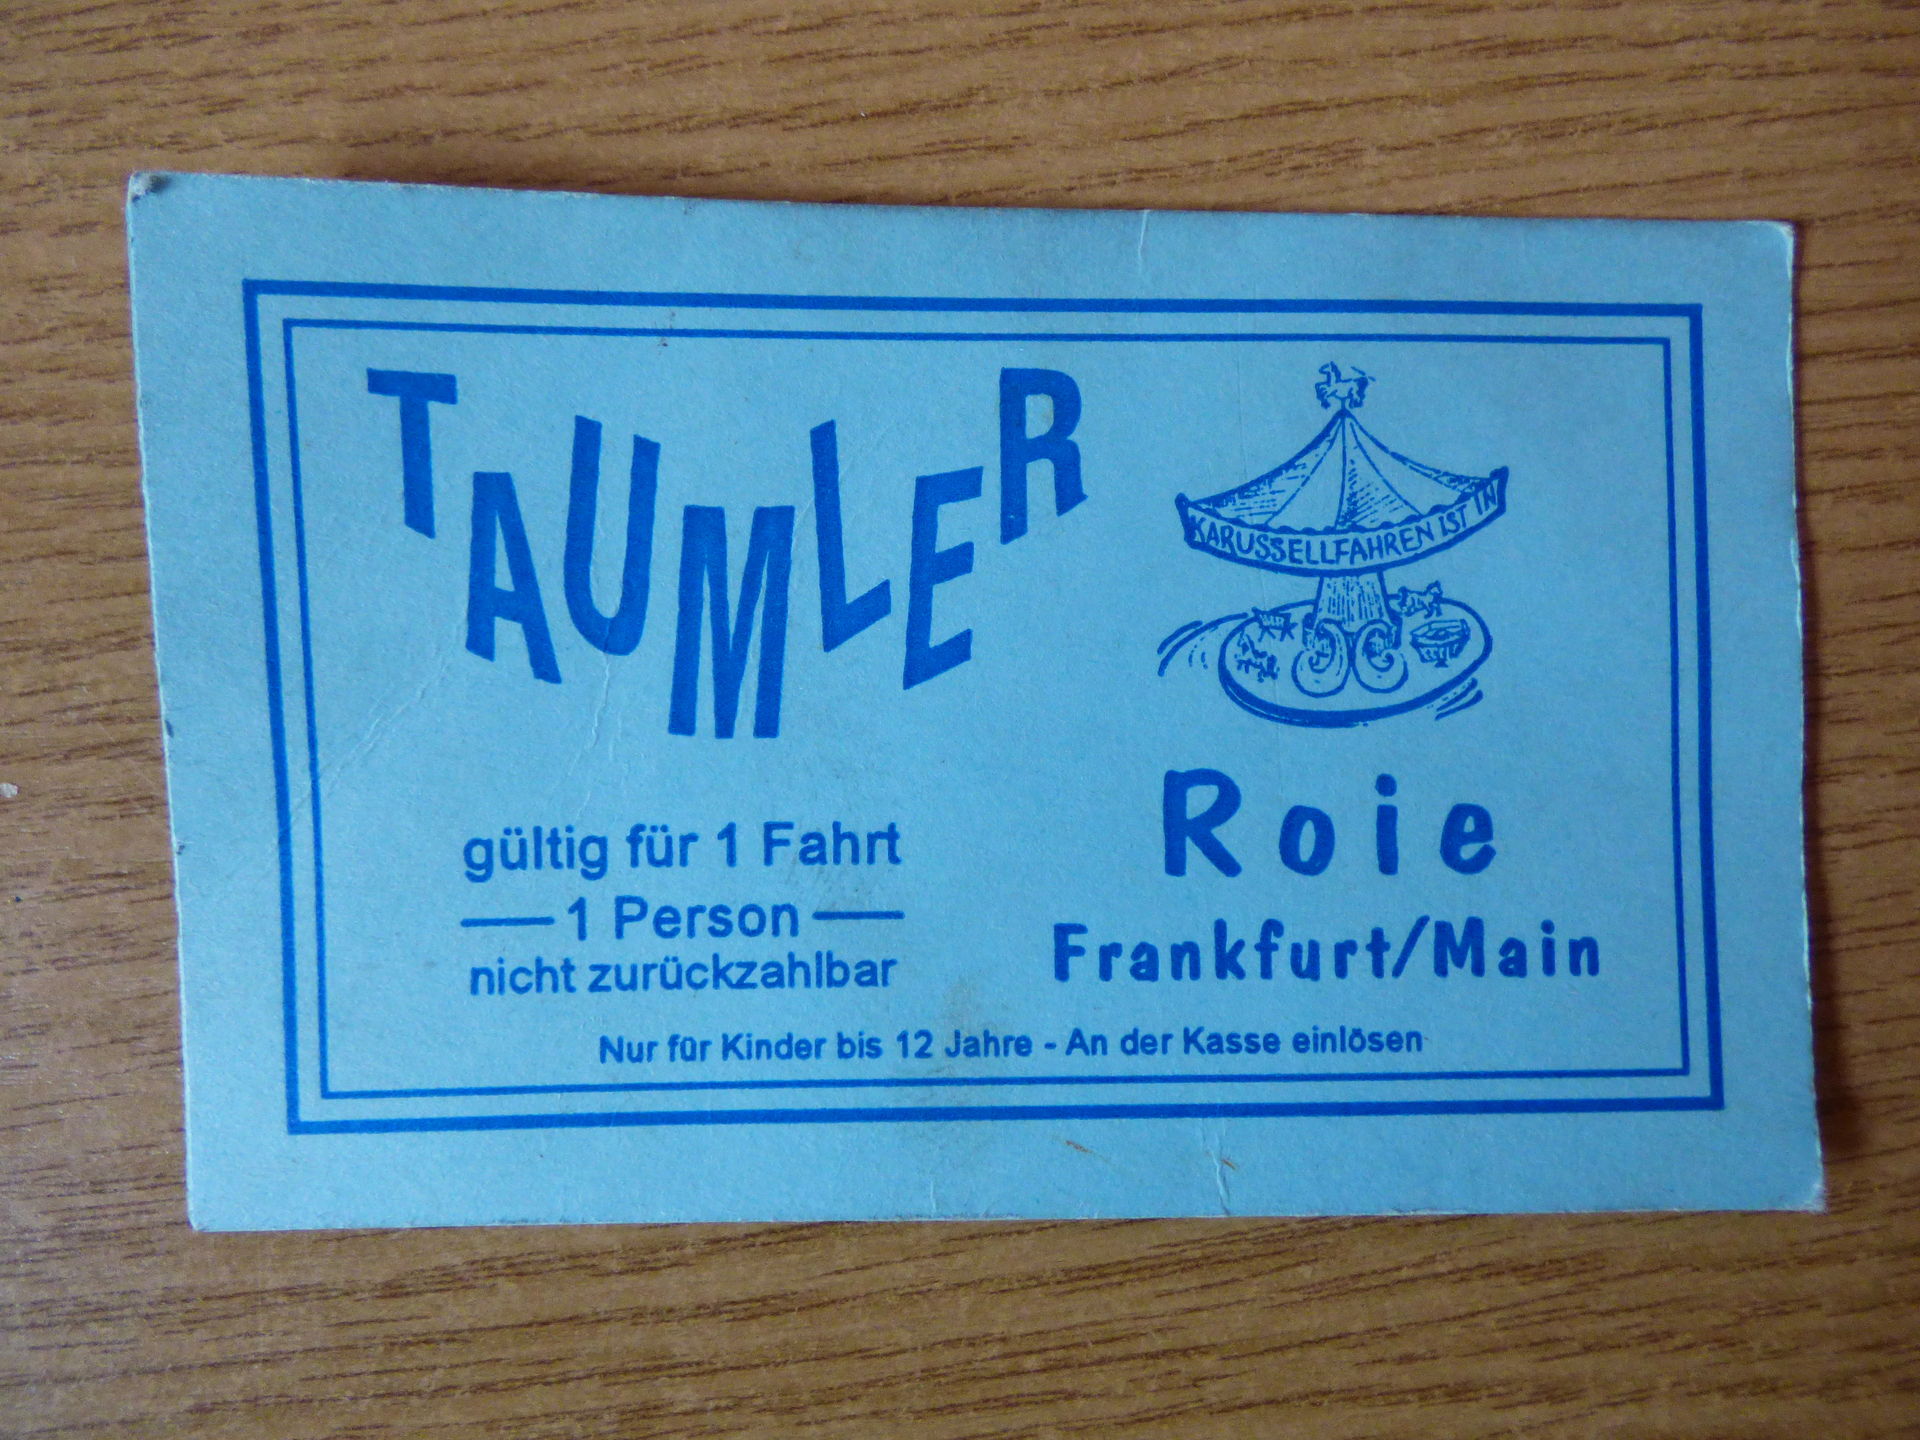 TAUMLER
KARUSSELLFAHREN IST IN
gültig für 1 Fahrt
1 Person
nicht zurückzahlbar
Roie
Frankfurt/Main
Nur für Kinder bis 12 Jahre - An der Kasse einlösen